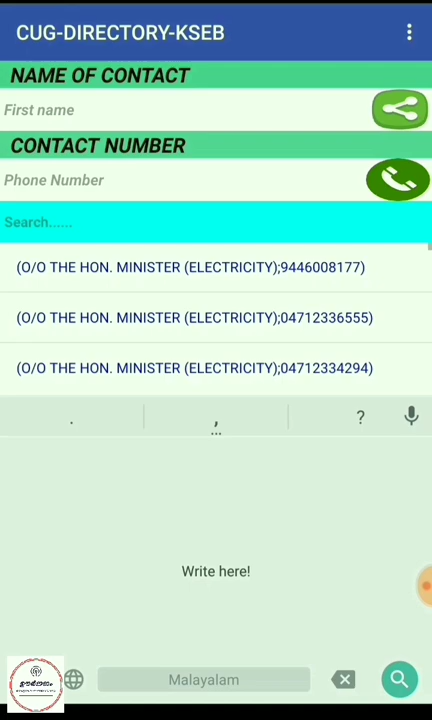 CUG-DIRECTORY-KSEB
NAME OF CONTACT
First name
CONTACT NUMBER
Phone Number
Search......
(O/O THE HON. MINISTER (ELECTRICITY);9446008177)
(O/O THE HON. MINISTER (ELECTRICITY);04712336555)
(O/O THE HON. MINISTER (ELECTRICITY);04712334294)
. , ?
...
Write here!
Malayalam